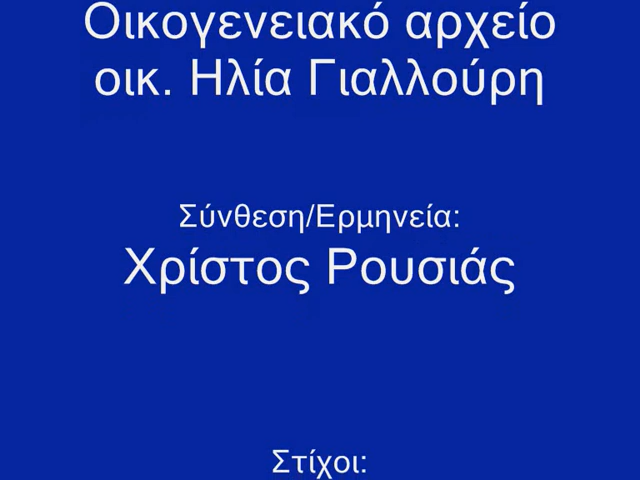 Οικογενειακό αρχείο
οικ. Ηλία Γιαλλούρη
Σύνθεση/Ερμηνεία:
Χρίστος Ρουσιάς
Στίχοι: